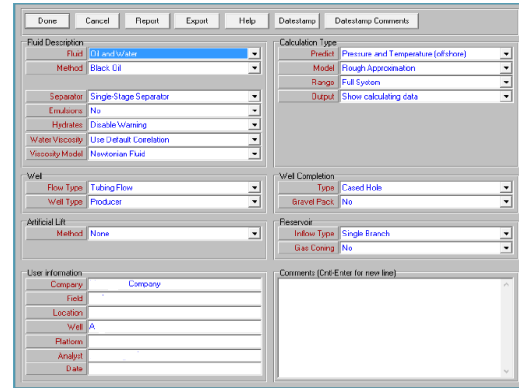 Done Cancel Report Export Help Datestamp Datestamp Comments
Fluid Description
Fluid Oil and Water
Method Black Oil
Separator Single-Stage Separator
Emulsions No
Hydrates Disable Warning
Water Viscosity Use Default Correlation
Viscosity Model Newtonian Fluid
Calculation Type
Predict Pressure and Temperature (offshore)
Model Rough Approximation
Range Full System
Output Show calculating data
Well
Flow Type Tubing Flow
Well Type Producer
Well Completion
Type Cased Hole
Gravel Pack No
Artificial Lift
Method None
Reservoir
Inflow Type Single Branch
Gas Coning No
User information
Company Company
Field
Location
Well A
Platform
Analyst
Date
Comments (Cntl-Enter for new line)